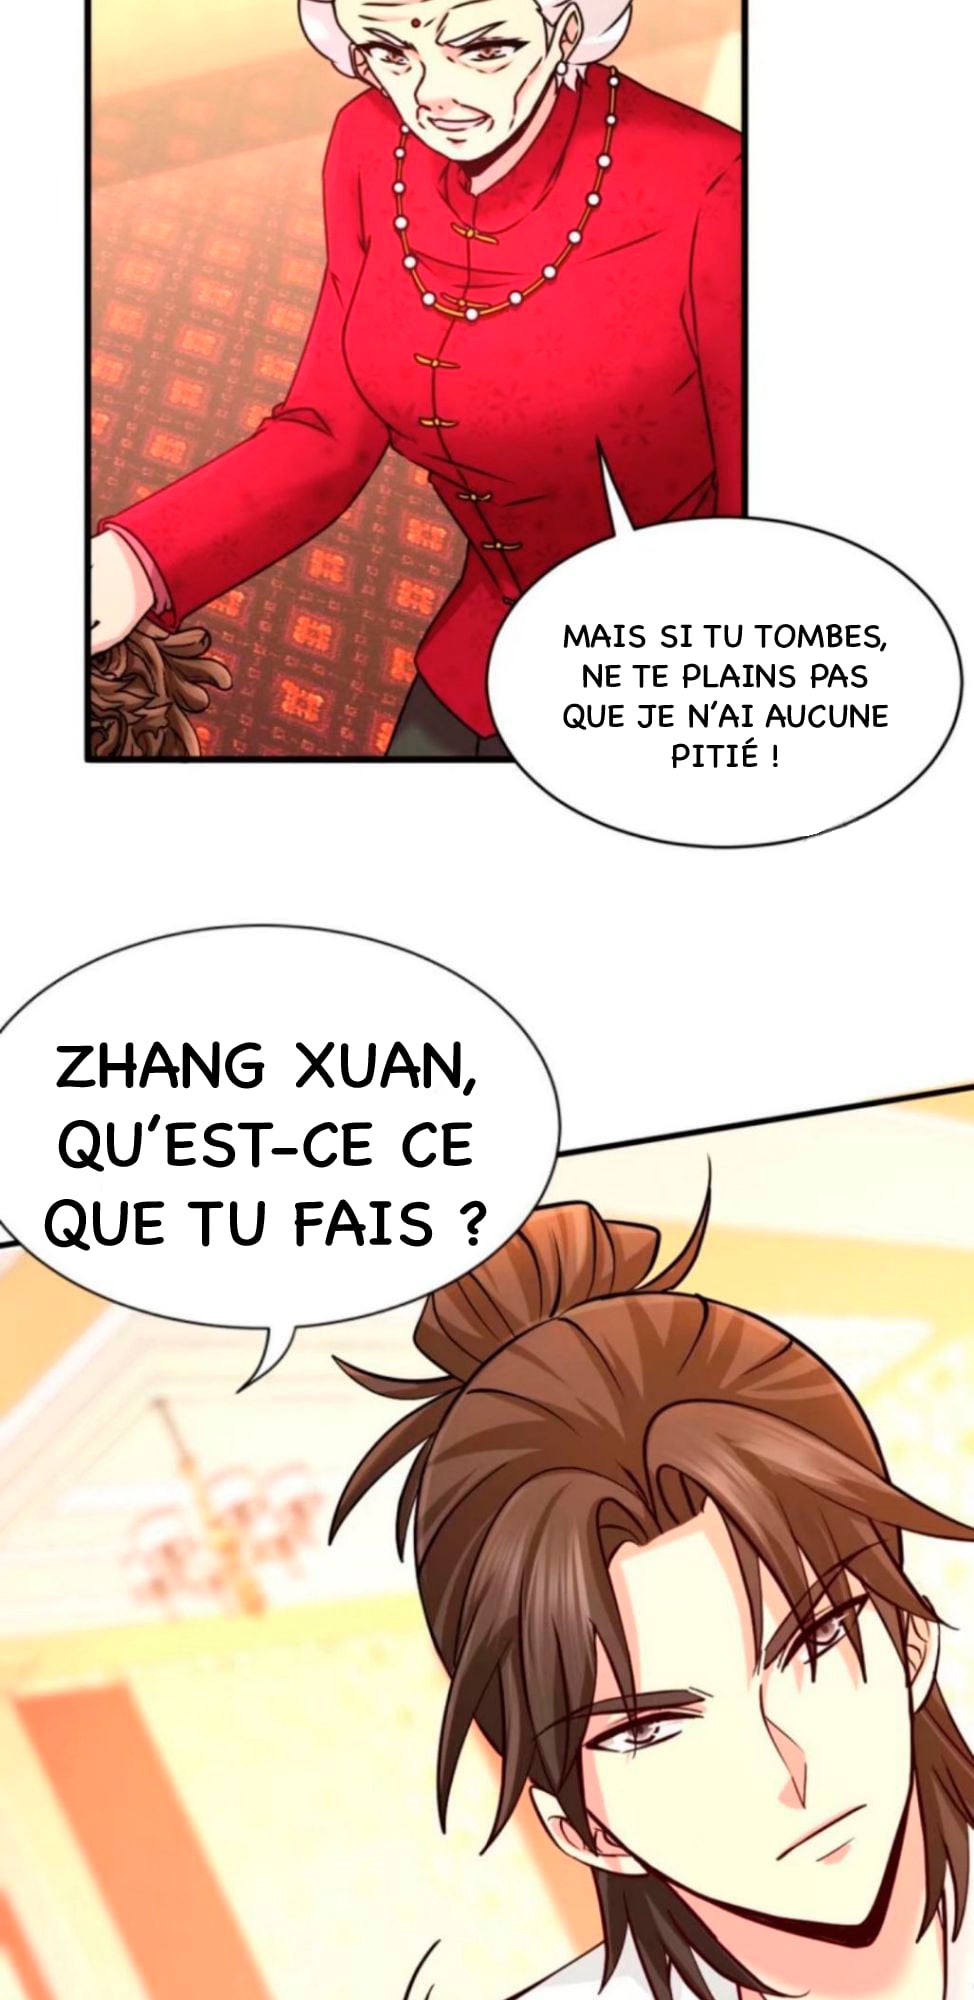 MAIS SI TU TOMBES,
NE TE PLAINS PAS
QUE JE N'AI AUCUNE
PITIÉ !
ZHANG XUAN,
QU'EST-CE CE
QUE TU FAIS ?